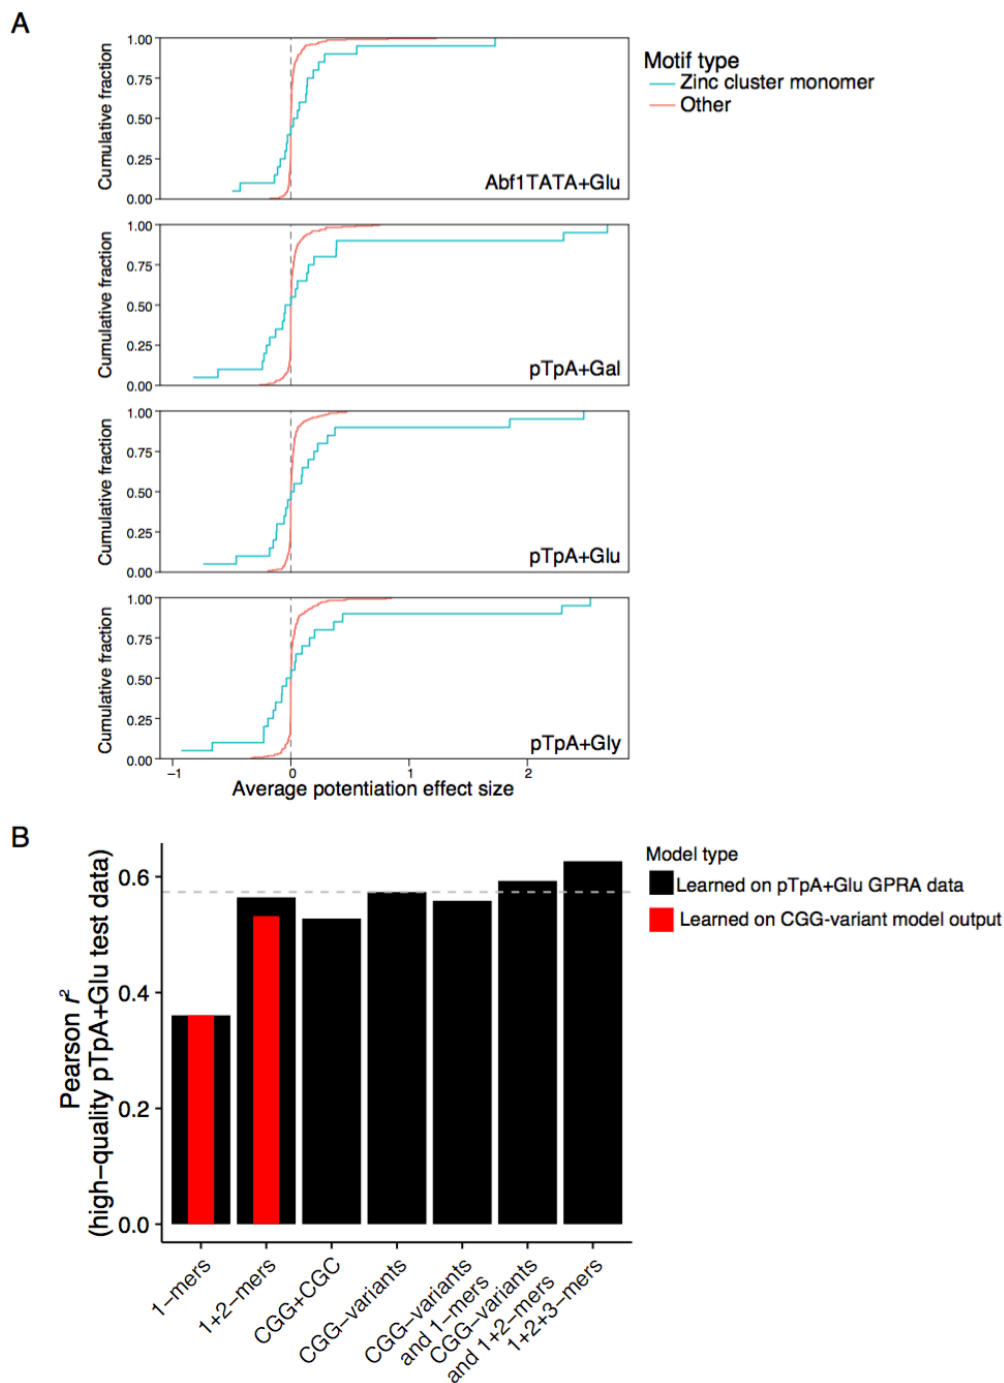 A
Cumulative fraction
1.00
0.75
0.50
0.25
0.00
Abf1TATA+Glu
Motif type
Zinc cluster monomer
Other
Cumulative fraction
1.00
0.75
0.50
0.25
0.00
pTpA+Gal
Cumulative fraction
1.00
0.75
0.50
0.25
0.00
pTpA+Glu
Cumulative fraction
1.00
0.75
0.50
0.25
0.00
pTpA+Gly
−1 0 1 2
Average potentiation effect size
B
Pearson r²
(high−quality pTpA+Glu test data)
0.6
0.4
0.2
0.0
Model type
Learned on pTpA+Glu GPRA data
Learned on CGG-variant model output
1−mers
1+2−mers
CGG+CGC
CGG−variants
CGG−variants
and 1−mers
CGG−variants
and 1+2−mers
1+2+3−mers